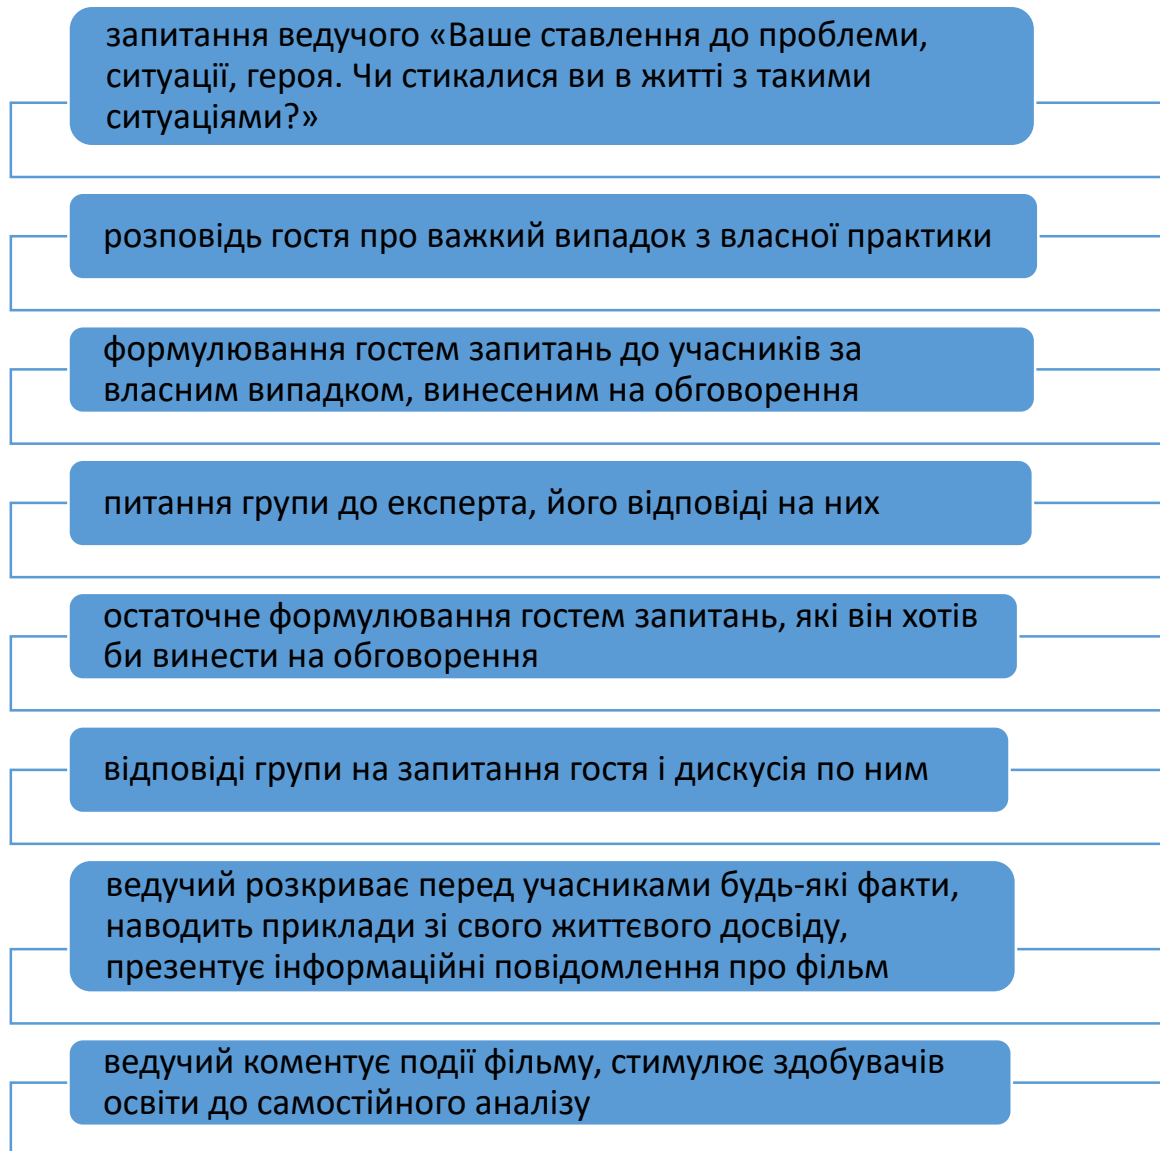 запитання ведучого «Ваше ставлення до проблеми,
ситуації, героя. Чи стикалися ви в житті з такими
ситуаціями?»
розповідь гостя про важкий випадок з власної практики
формулювання гостем запитань до учасників за
власним випадком, винесеним на обговорення
питання групи до експерта, його відповіді на них
остаточне формулювання гостем запитань, які він хотів
би винести на обговорення
відповіді групи на запитання гостя і дискусія по ним
ведучий розкриває перед учасниками будь-які факти,
наводить приклади зі свого життєвого досвіду,
презентує інформаційні повідомлення про фільм
ведучий коментує події фільму, стимулює здобувачів
освіти до самостійного аналізу